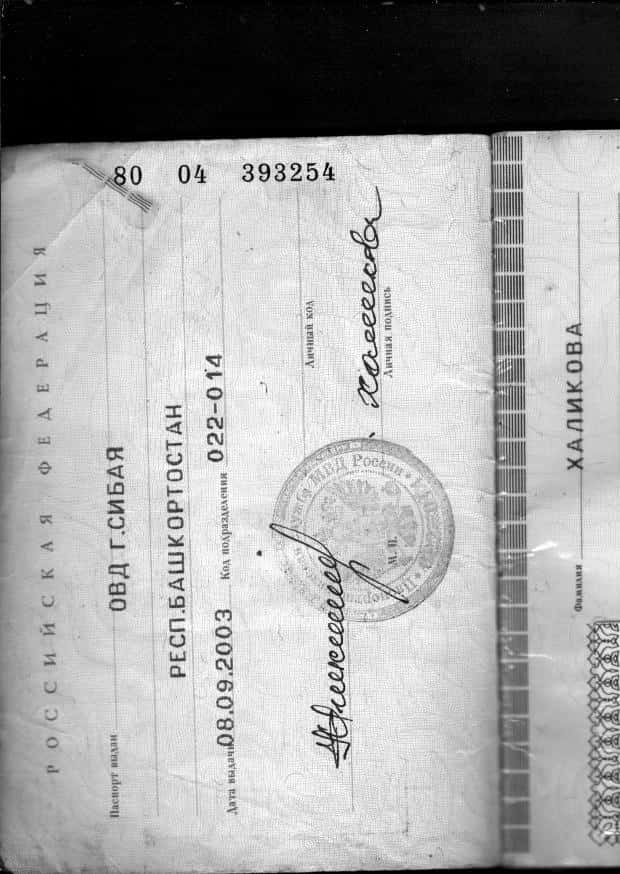 80 04 393254
РОССИЙСКАЯ ФЕДЕРАЦИЯ
Паспорт выдан ОВД Г.СИБАЯ
РЕСП.БАШКОРТОСТАН
Дата выдачи 08.09.2003 Код подразделения 022-014
Личный код
Личная подпись
МВД России
М. П.
Фамилия ХАЛИКОВА